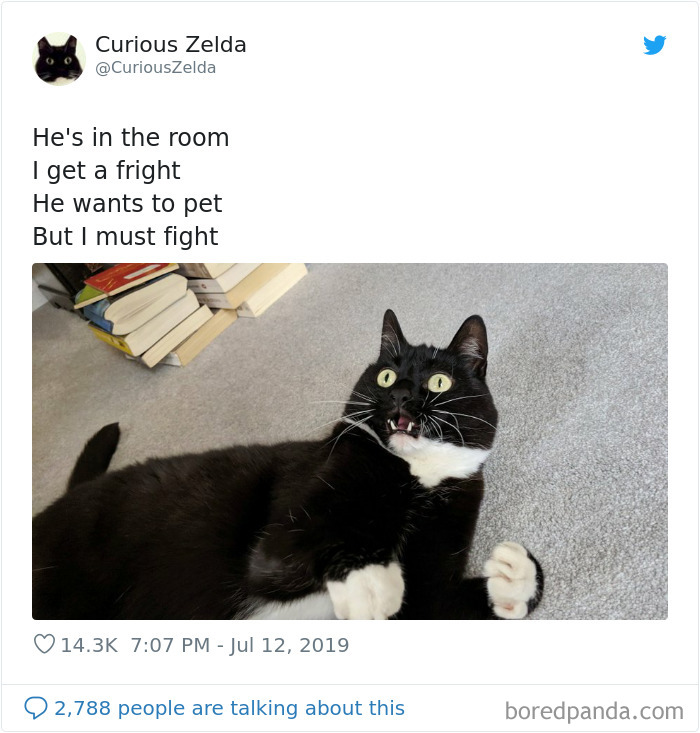 Curious Zelda
@CuriousZelda
He's in the room
I get a fright
He wants to pet
But I must fight
14.3K 7:07 PM - Jul 12, 2019
2,788 people are talking about this
boredpanda.com